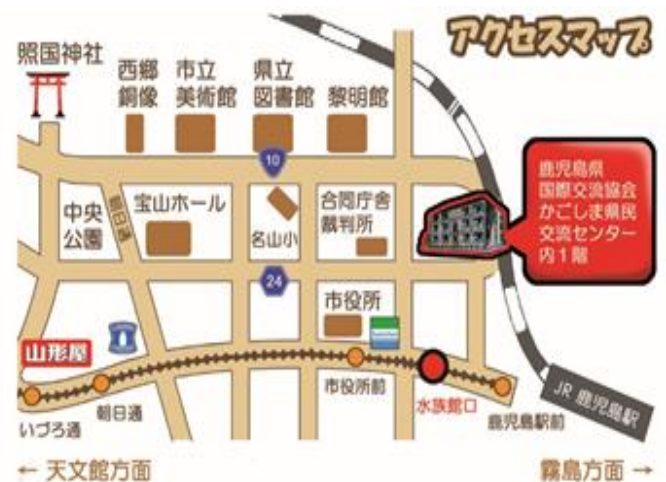 アクセスマップ
照国神社
西郷
銅像
市立
美術館
県立
図書館
黎明館
10
鹿児島県
国際交流協会
かごしま県民
交流センター
内1階
中央
公園
朝日通
宝山ホール
名山小
合同庁舎
裁判所
24
市役所
山形屋
市役所前
水族館口
鹿児島駅前
JR 鹿児島駅
朝日通
いづろ通
← 天文館方面
霧島方面 →